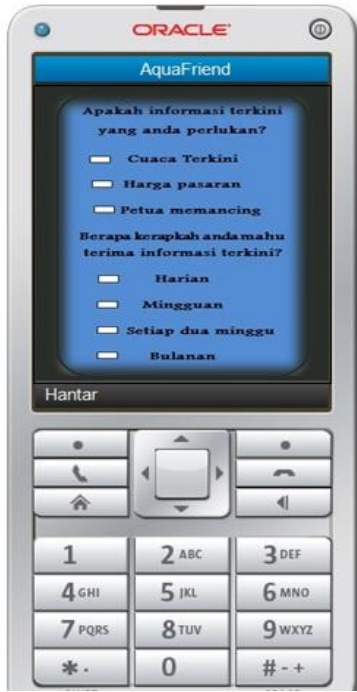 ORACLE
AquaFriend
Apakah informasi terkini
yang anda perlukan?
Cuaca Terkini
Harga pasaran
Petua memancing
Berapa kerapkah anda mahu
terima informasi terkini?
Harian
Mingguan
Setiap dua minggu
Bulanan
Hantar
1 2 ABC 3 DEF
4 GHI 5 JKL 6 MNO
7 PQRS 8 TUV 9 WXYZ
* . 0 # - +